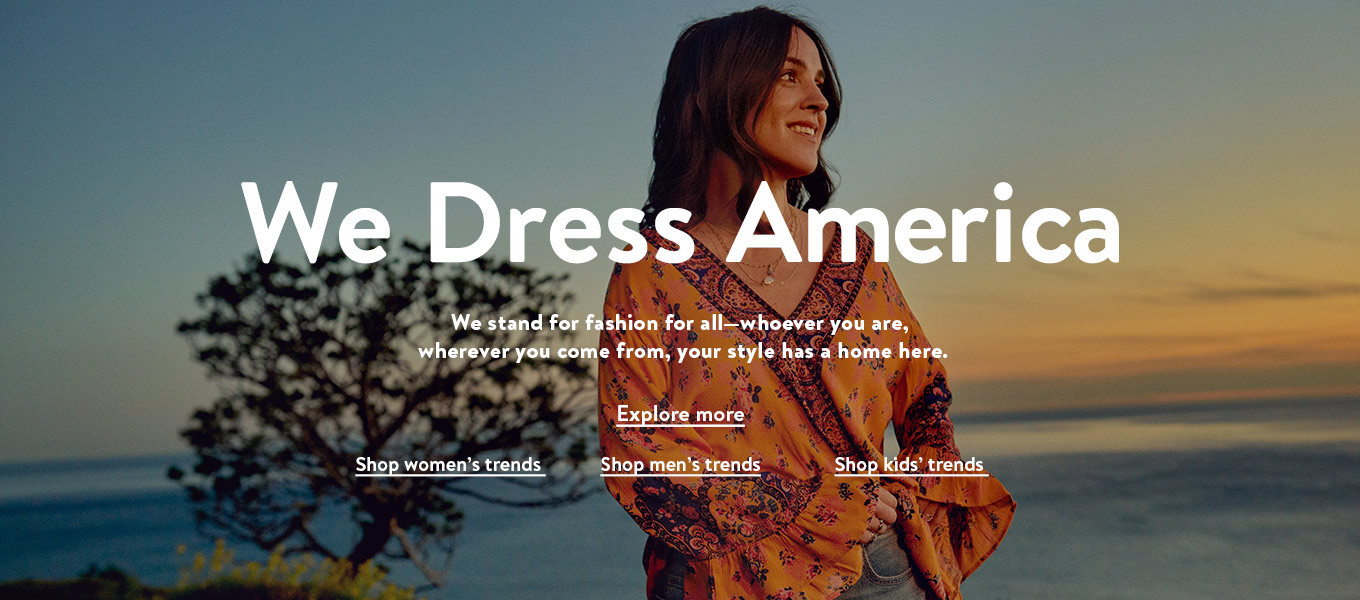 We Dress America
We stand for fashion for all—whoever you are,
wherever you come from, your style has a home here.
Explore more
Shop women's trends
Shop men's trends
Shop kids' trends